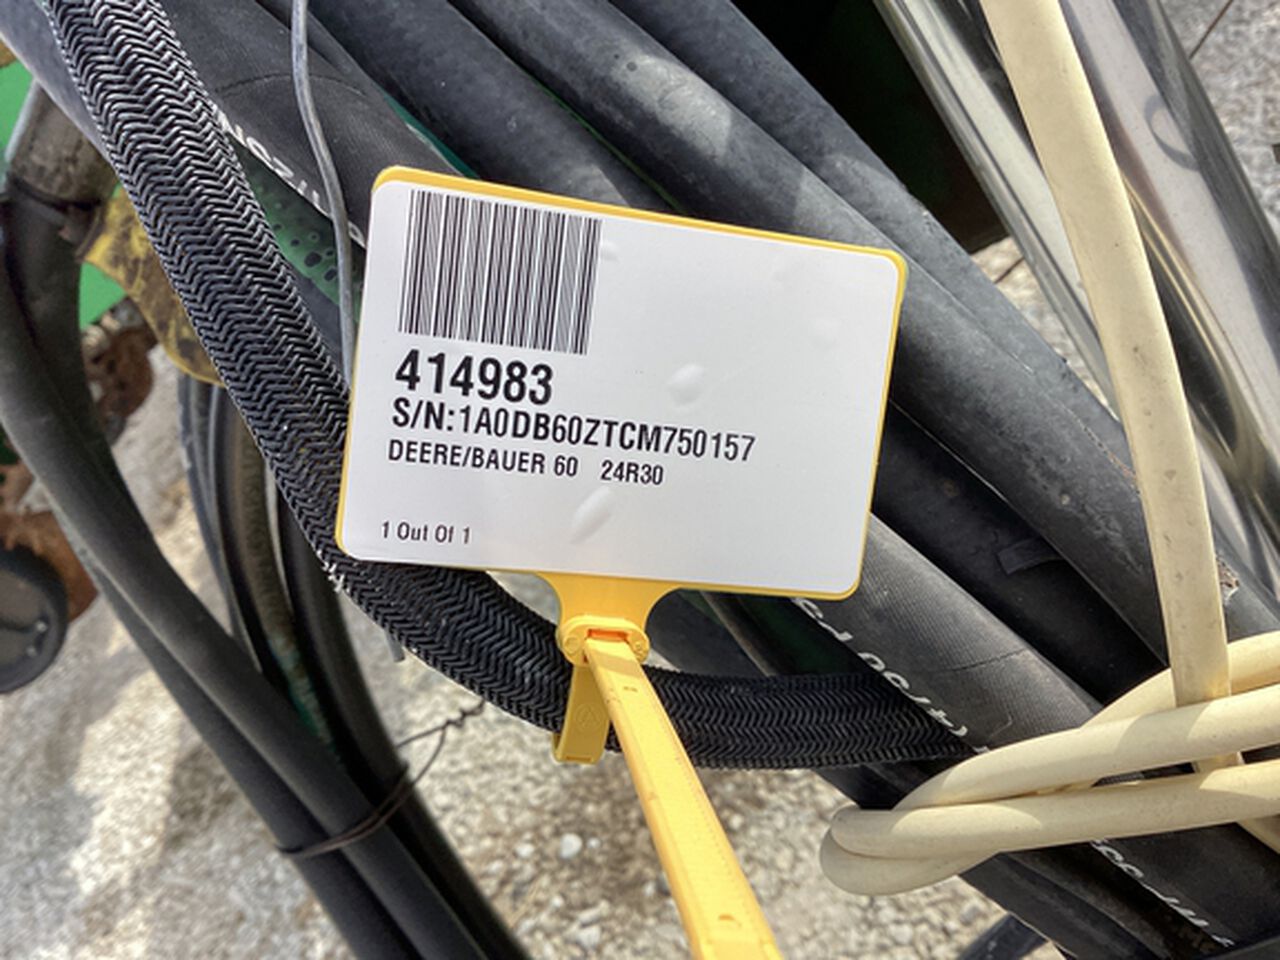 414983
S/N:1A0DB60ZTCM750157
DEERE/BAUER 60 24R30
1 Out Of 1